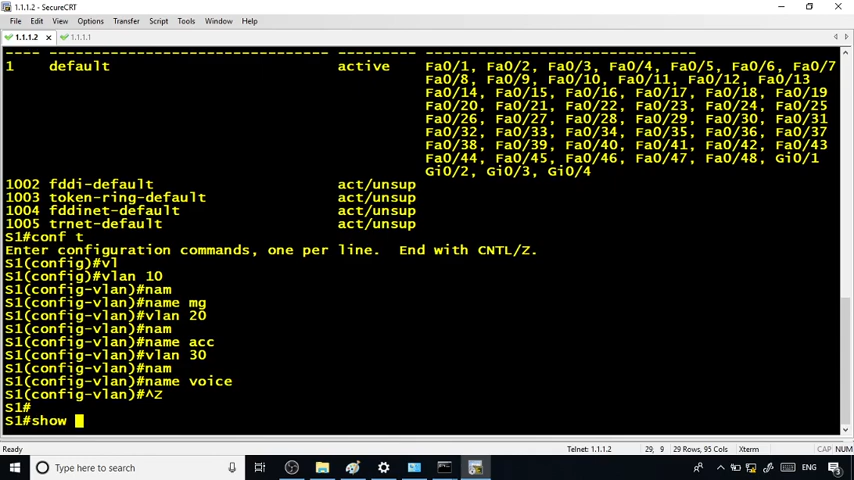 1.1.1.2 - SecureCRT
File Edit View Options Transfer Script Tools Window Help
1.1.1.2 1.1.1.1
---- -------------------------------- --------- -------------------------------
1 default active Fa0/1, Fa0/2, Fa0/3, Fa0/4, Fa0/5, Fa0/6, Fa0/7
Fa0/8, Fa0/9, Fa0/10, Fa0/11, Fa0/12, Fa0/13
Fa0/14, Fa0/15, Fa0/16, Fa0/17, Fa0/18, Fa0/19
Fa0/20, Fa0/21, Fa0/22, Fa0/23, Fa0/24, Fa0/25
Fa0/26, Fa0/27, Fa0/28, Fa0/29, Fa0/30, Fa0/31
Fa0/32, Fa0/33, Fa0/34, Fa0/35, Fa0/36, Fa0/37
Fa0/38, Fa0/39, Fa0/40, Fa0/41, Fa0/42, Fa0/43
Fa0/44, Fa0/45, Fa0/46, Fa0/47, Fa0/48, Gi0/1
Gi0/2, Gi0/3, Gi0/4
1002 fddi-default act/unsup
1003 token-ring-default act/unsup
1004 fddinet-default act/unsup
1005 trnet-default act/unsup
S1#conf t
Enter configuration commands, one per line. End with CNTL/Z.
S1(config)#vl
S1(config)#vlan 10
S1(config-vlan)#nam
S1(config-vlan)#name mg
S1(config-vlan)#vlan 20
S1(config-vlan)#nam
S1(config-vlan)#name acc
S1(config-vlan)#vlan 30
S1(config-vlan)#nam
S1(config-vlan)#name voice
S1(config-vlan)#^Z
S1#
S1#show
Ready Telnet: 1.1.1.2 29, 9 29 Rows, 95 Cols Xterm CAP NUM
Type here to search ENG 3